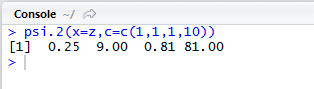 Console ~/
> psi.2(x=z,c=c(1,1,1,10))
[1]  0.25  9.00  0.81 81.00
>